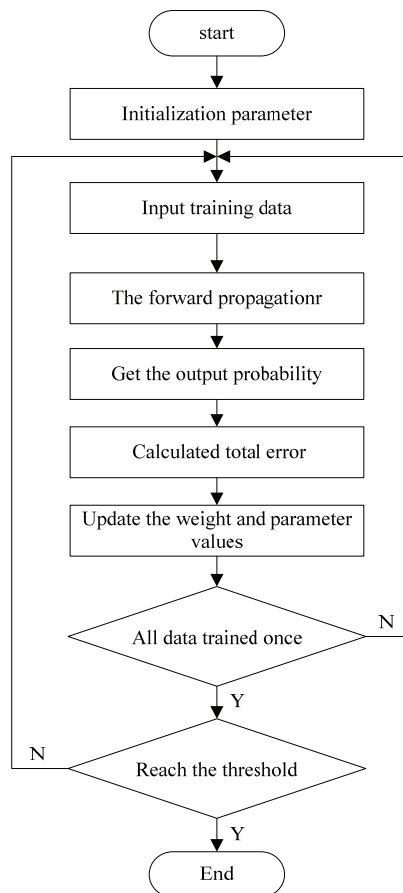 start
Initialization parameter
Input training data
The forward propagationr
Get the output probability
Calculated total error
Update the weight and parameter
values
All data trained once
N
Y
N
Reach the threshold
Y
End